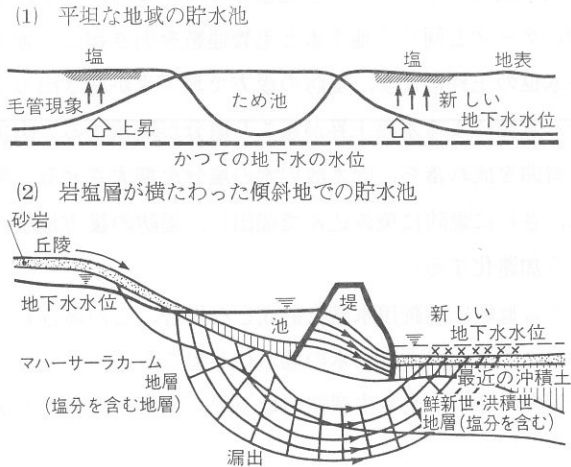 (1) 平坦な地域の貯水池
塩
塩
地表
毛管現象
ため池
新しい
地下水水位
上昇
かつての地下水の水位
(2) 岩塩層が横たわった傾斜地での貯水池
砂岩
丘陵
地下水水位
池
堤
新しい
地下水水位
マハーサーラカーム
地層
(塩分を含む地層)
最近の沖積土
鮮新世・洪積世
地層(塩分を含む)
漏出